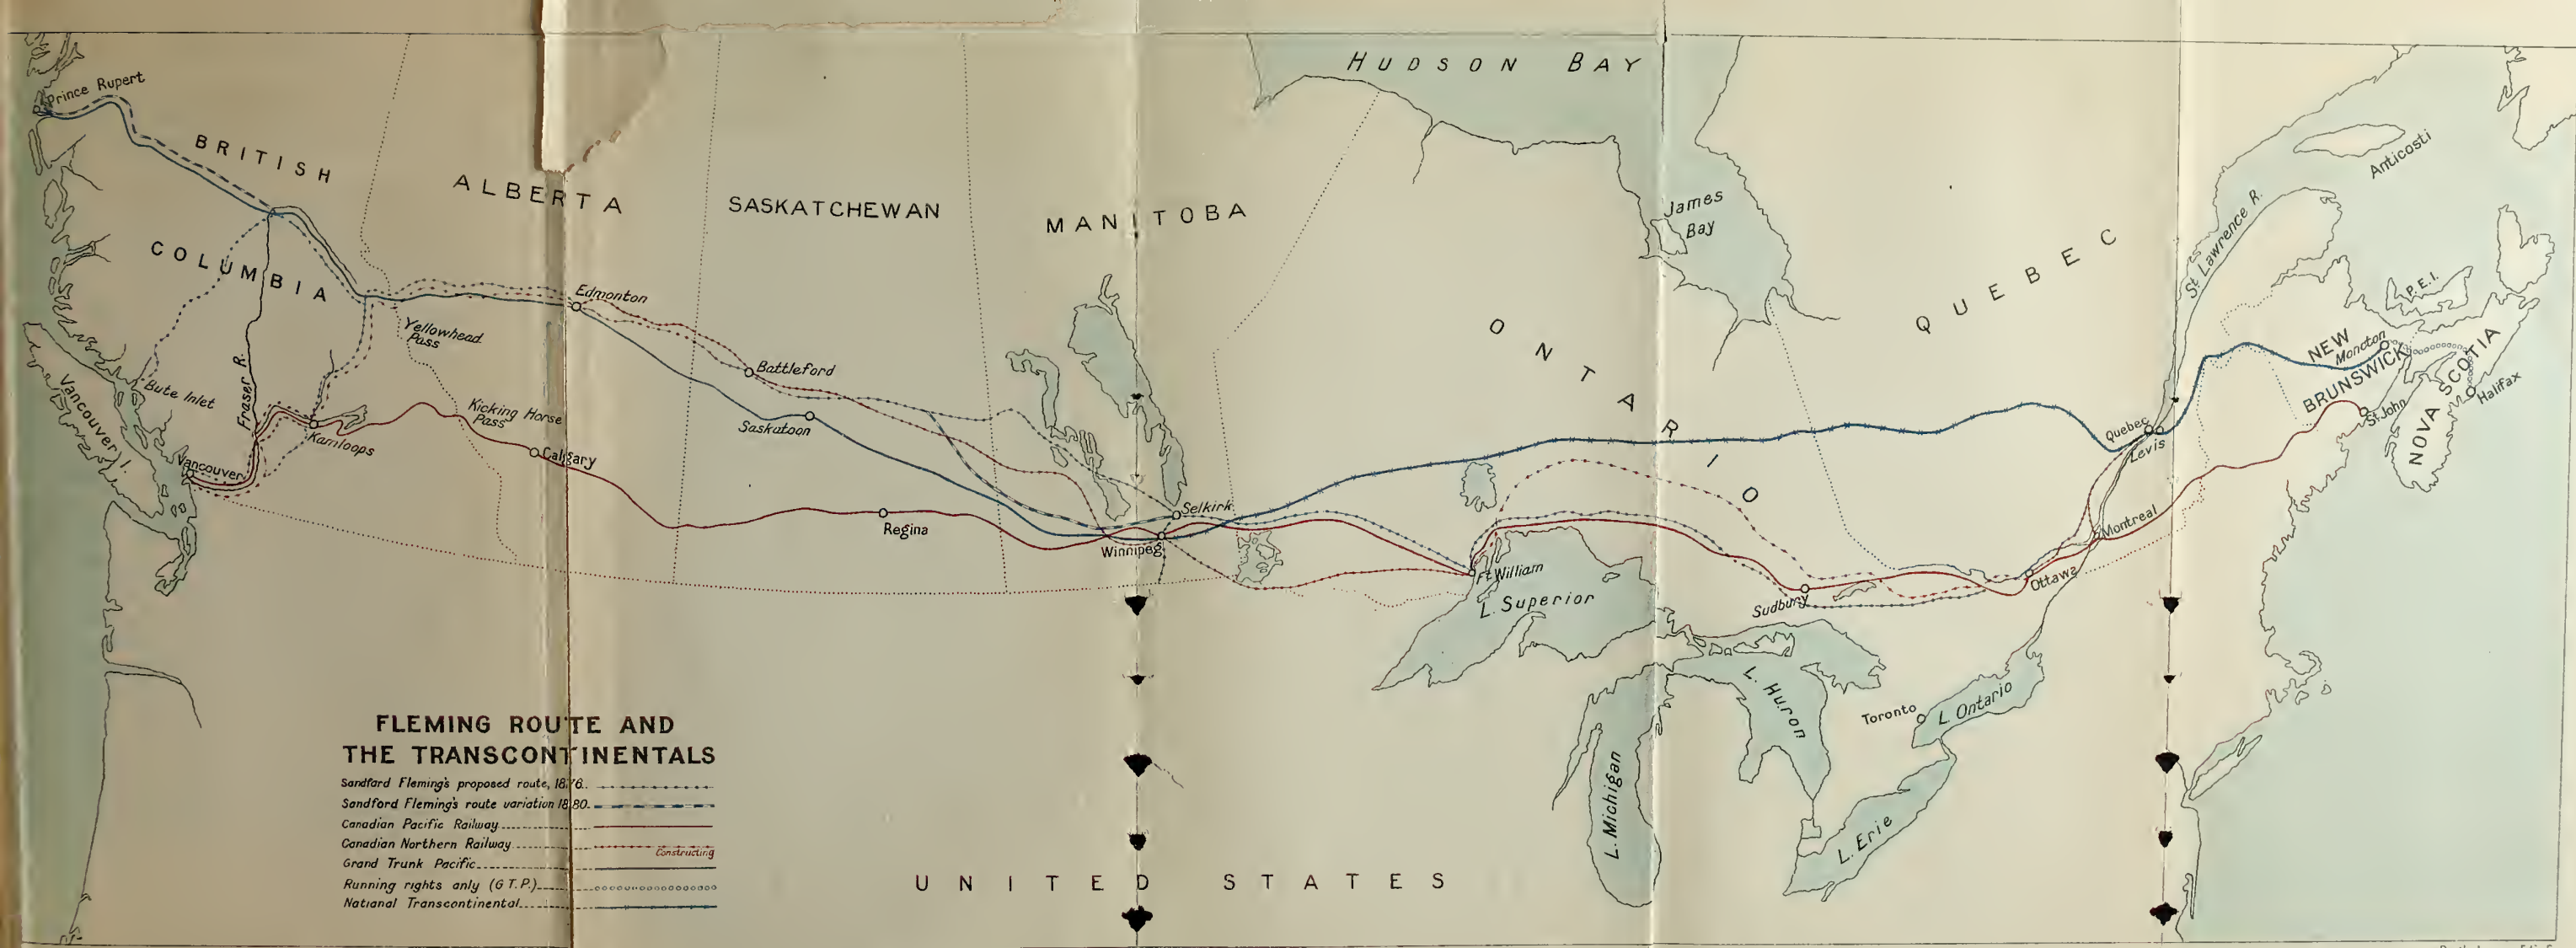 HUDSON BAY
Prince Rupert
BRITISH
COLUMBIA
ALBERTA
SASKATCHEWAN
MANITOBA
James
Bay
ONTARIO
QUEBEC
Anticosti
St. Lawrence R.
P.E.I.
NEW
BRUNSWICK
Moncton
NOVA SCOTIA
Halifax
St John
Edmonton
Yellowhead
Pass
Battleford
Saskatoon
Bute Inlet
Fraser R.
Vancouver I.
Vancouver
Kamloops
Kicking Horse
Pass
Calgary
Regina
Selkirk
Winnipeg
Ft William
L. Superior
Sudbury
Ottawa
Montreal
Quebec
Levis
Toronto
L Ontario
L. Huron
L. Michigan
L. Erie
UNITED STATES
FLEMING ROUTE AND
THE TRANSCONTINENTALS
Sandford Fleming's proposed route, 1876.
Sandford Fleming's route variation 1880.
Canadian Pacific Railway
Canadian Northern Railway
Constructing
Grand Trunk Pacific
Running rights only (G.T.P.)
National Transcontinental